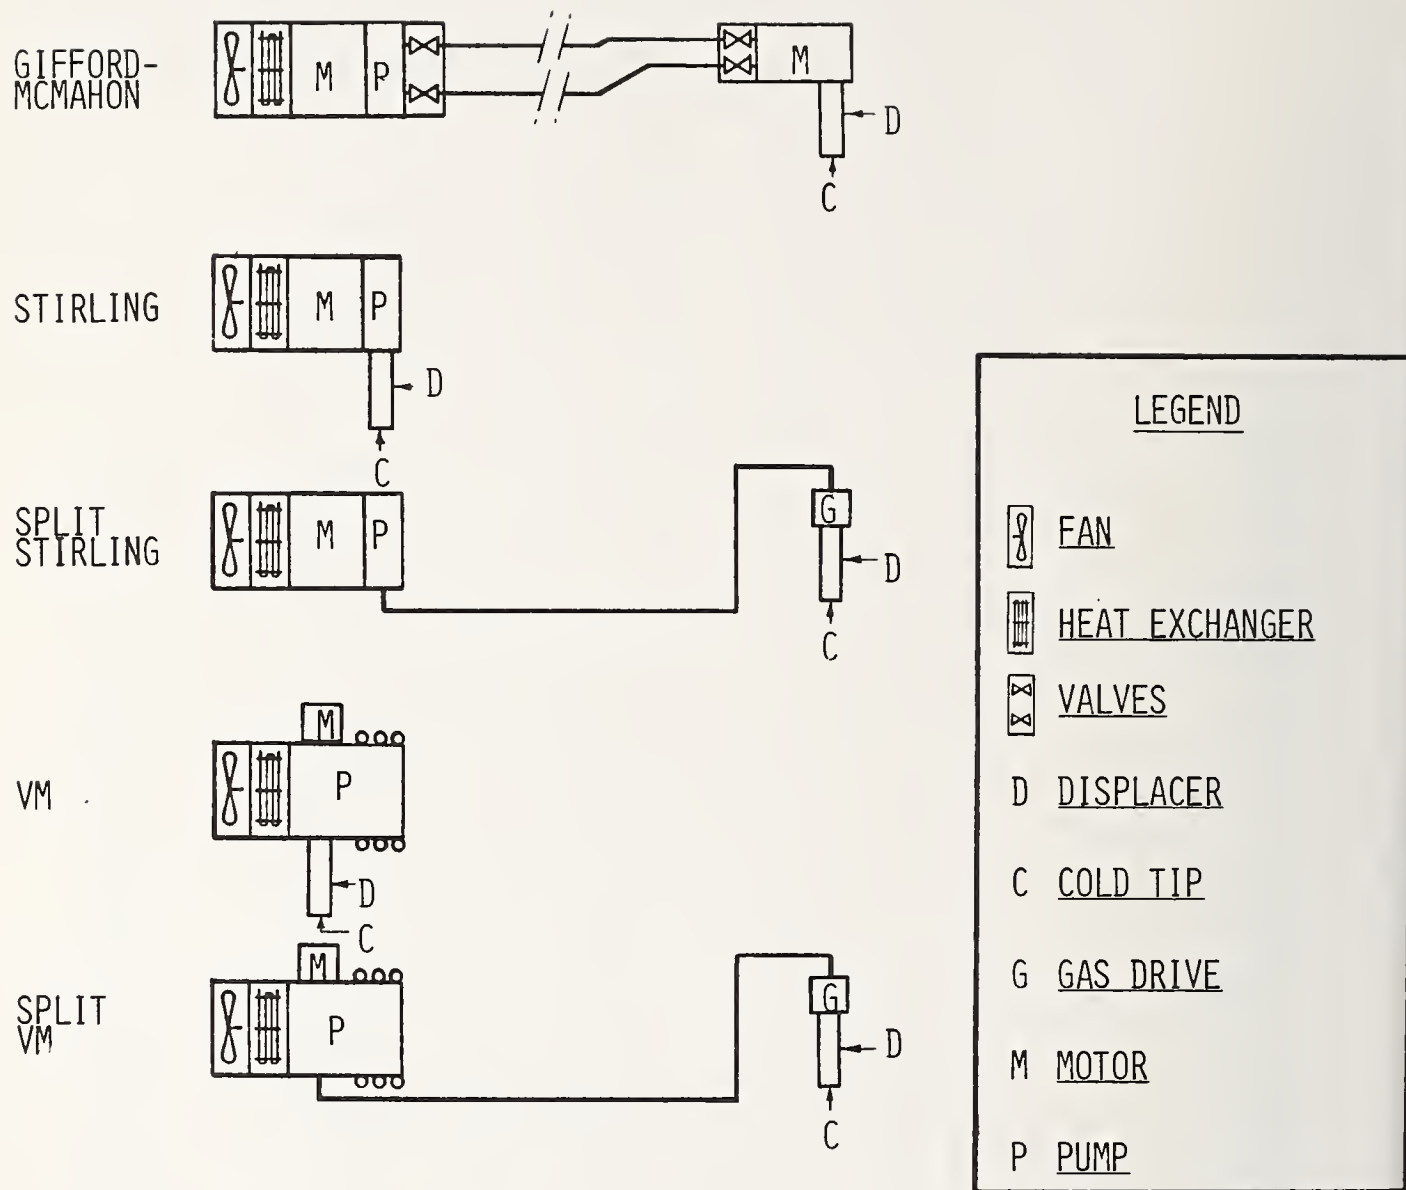 GIFFORD-
MCMAHON
M
P
M
D
C
STIRLING
M
P
D
C
SPLIT
STIRLING
M
P
G
D
C
VM
M
P
D
C
SPLIT
VM
M
P
G
D
C
LEGEND
FAN
HEAT EXCHANGER
VALVES
D DISPLACER
C COLD TIP
G GAS DRIVE
M MOTOR
P PUMP